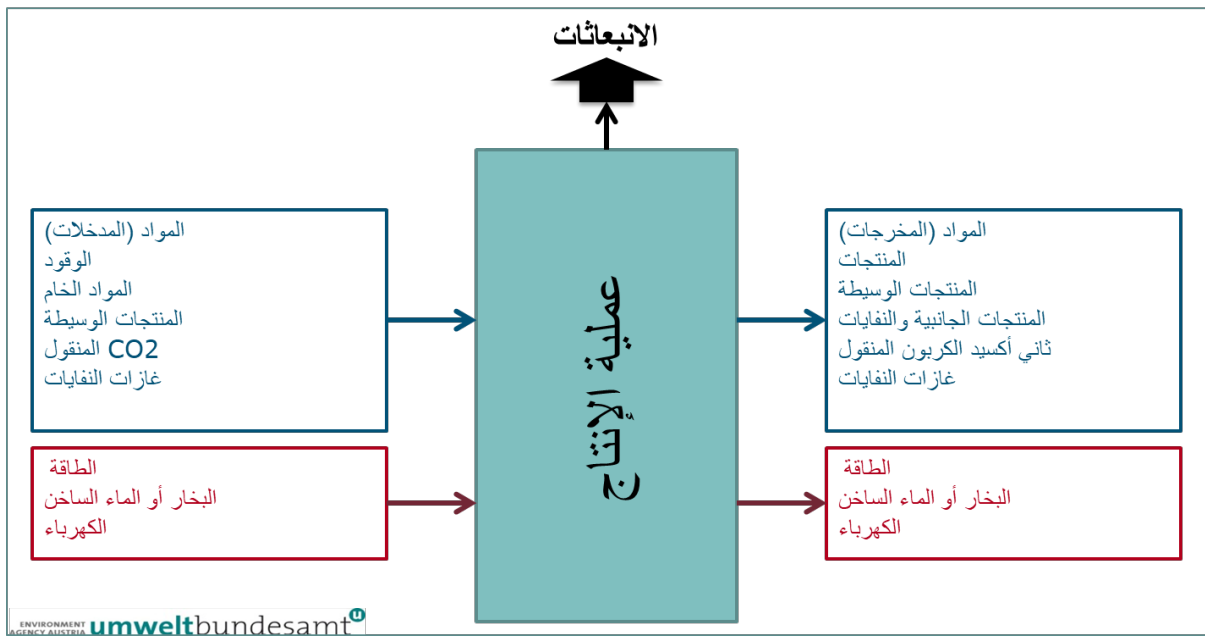 الانبعاثات
المواد (المدخلات)
الوقود
المواد الخام
المنتجات الوسيطة
CO2 المنقول
غازات النفايات
الطاقة
البخار أو الماء الساخن
الكهرباء
عملية الإنتاج
المواد (المخرجات)
المنتجات
المنتجات الوسيطة
المنتجات الجانبية والنفايات
ثاني أكسيد الكربون المنقول
غازات النفايات
الطاقة
البخار أو الماء الساخن
الكهرباء
ENVIRONMENT
AGENCY AUSTRIA umweltbundesamt u